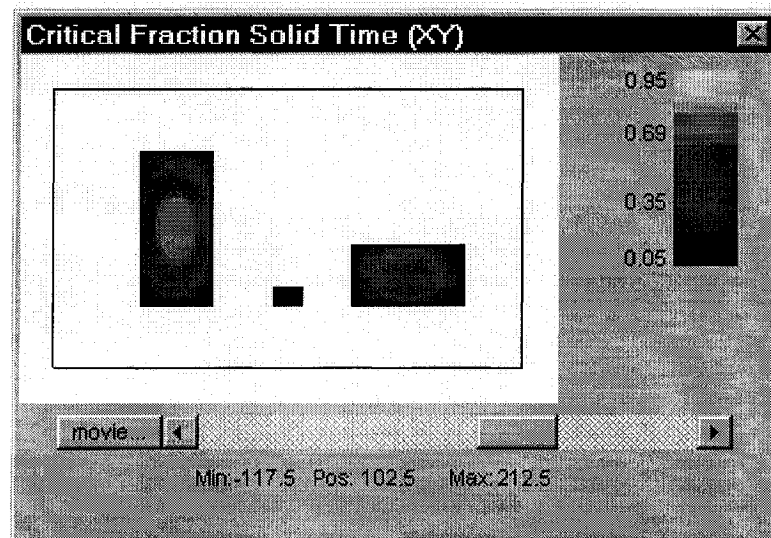 Critical Fraction Solid Time (XY)
0.95
0.69
0.35
0.05
movie...
Min:-117.5 Pos: 102.5 Max: 212.5